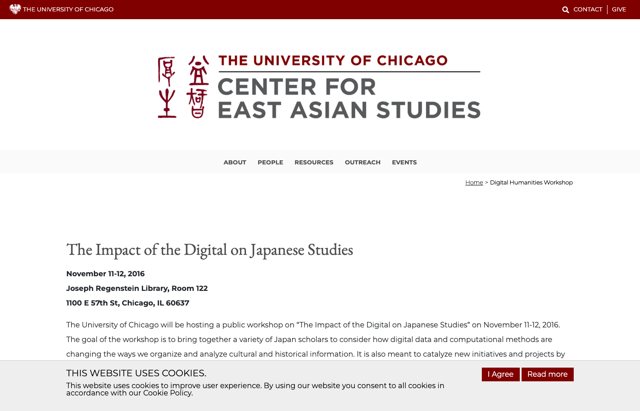 THE UNIVERSITY OF CHICAGO
CONTACT
GIVE
THE UNIVERSITY OF CHICAGO
CENTER FOR
EAST ASIAN STUDIES
ABOUT PEOPLE RESOURCES OUTREACH EVENTS
Home > Digital Humanities Workshop
The Impact of the Digital on Japanese Studies
November 11-12, 2016
Joseph Regenstein Library, Room 122
1100 E 57th St, Chicago, IL 60637
The University of Chicago will be hosting a public workshop on “The Impact of the Digital on Japanese Studies” on November 11-12, 2016.
The goal of the workshop is to bring together a variety of Japan scholars to consider how digital data and computational methods are
changing the ways we organize and analyze cultural and historical information. It is also meant to catalyze new initiatives and projects by
THIS WEBSITE USES COOKIES.
This website uses cookies to improve user experience. By using our website you consent to all cookies in
accordance with our Cookie Policy.
I Agree
Read more